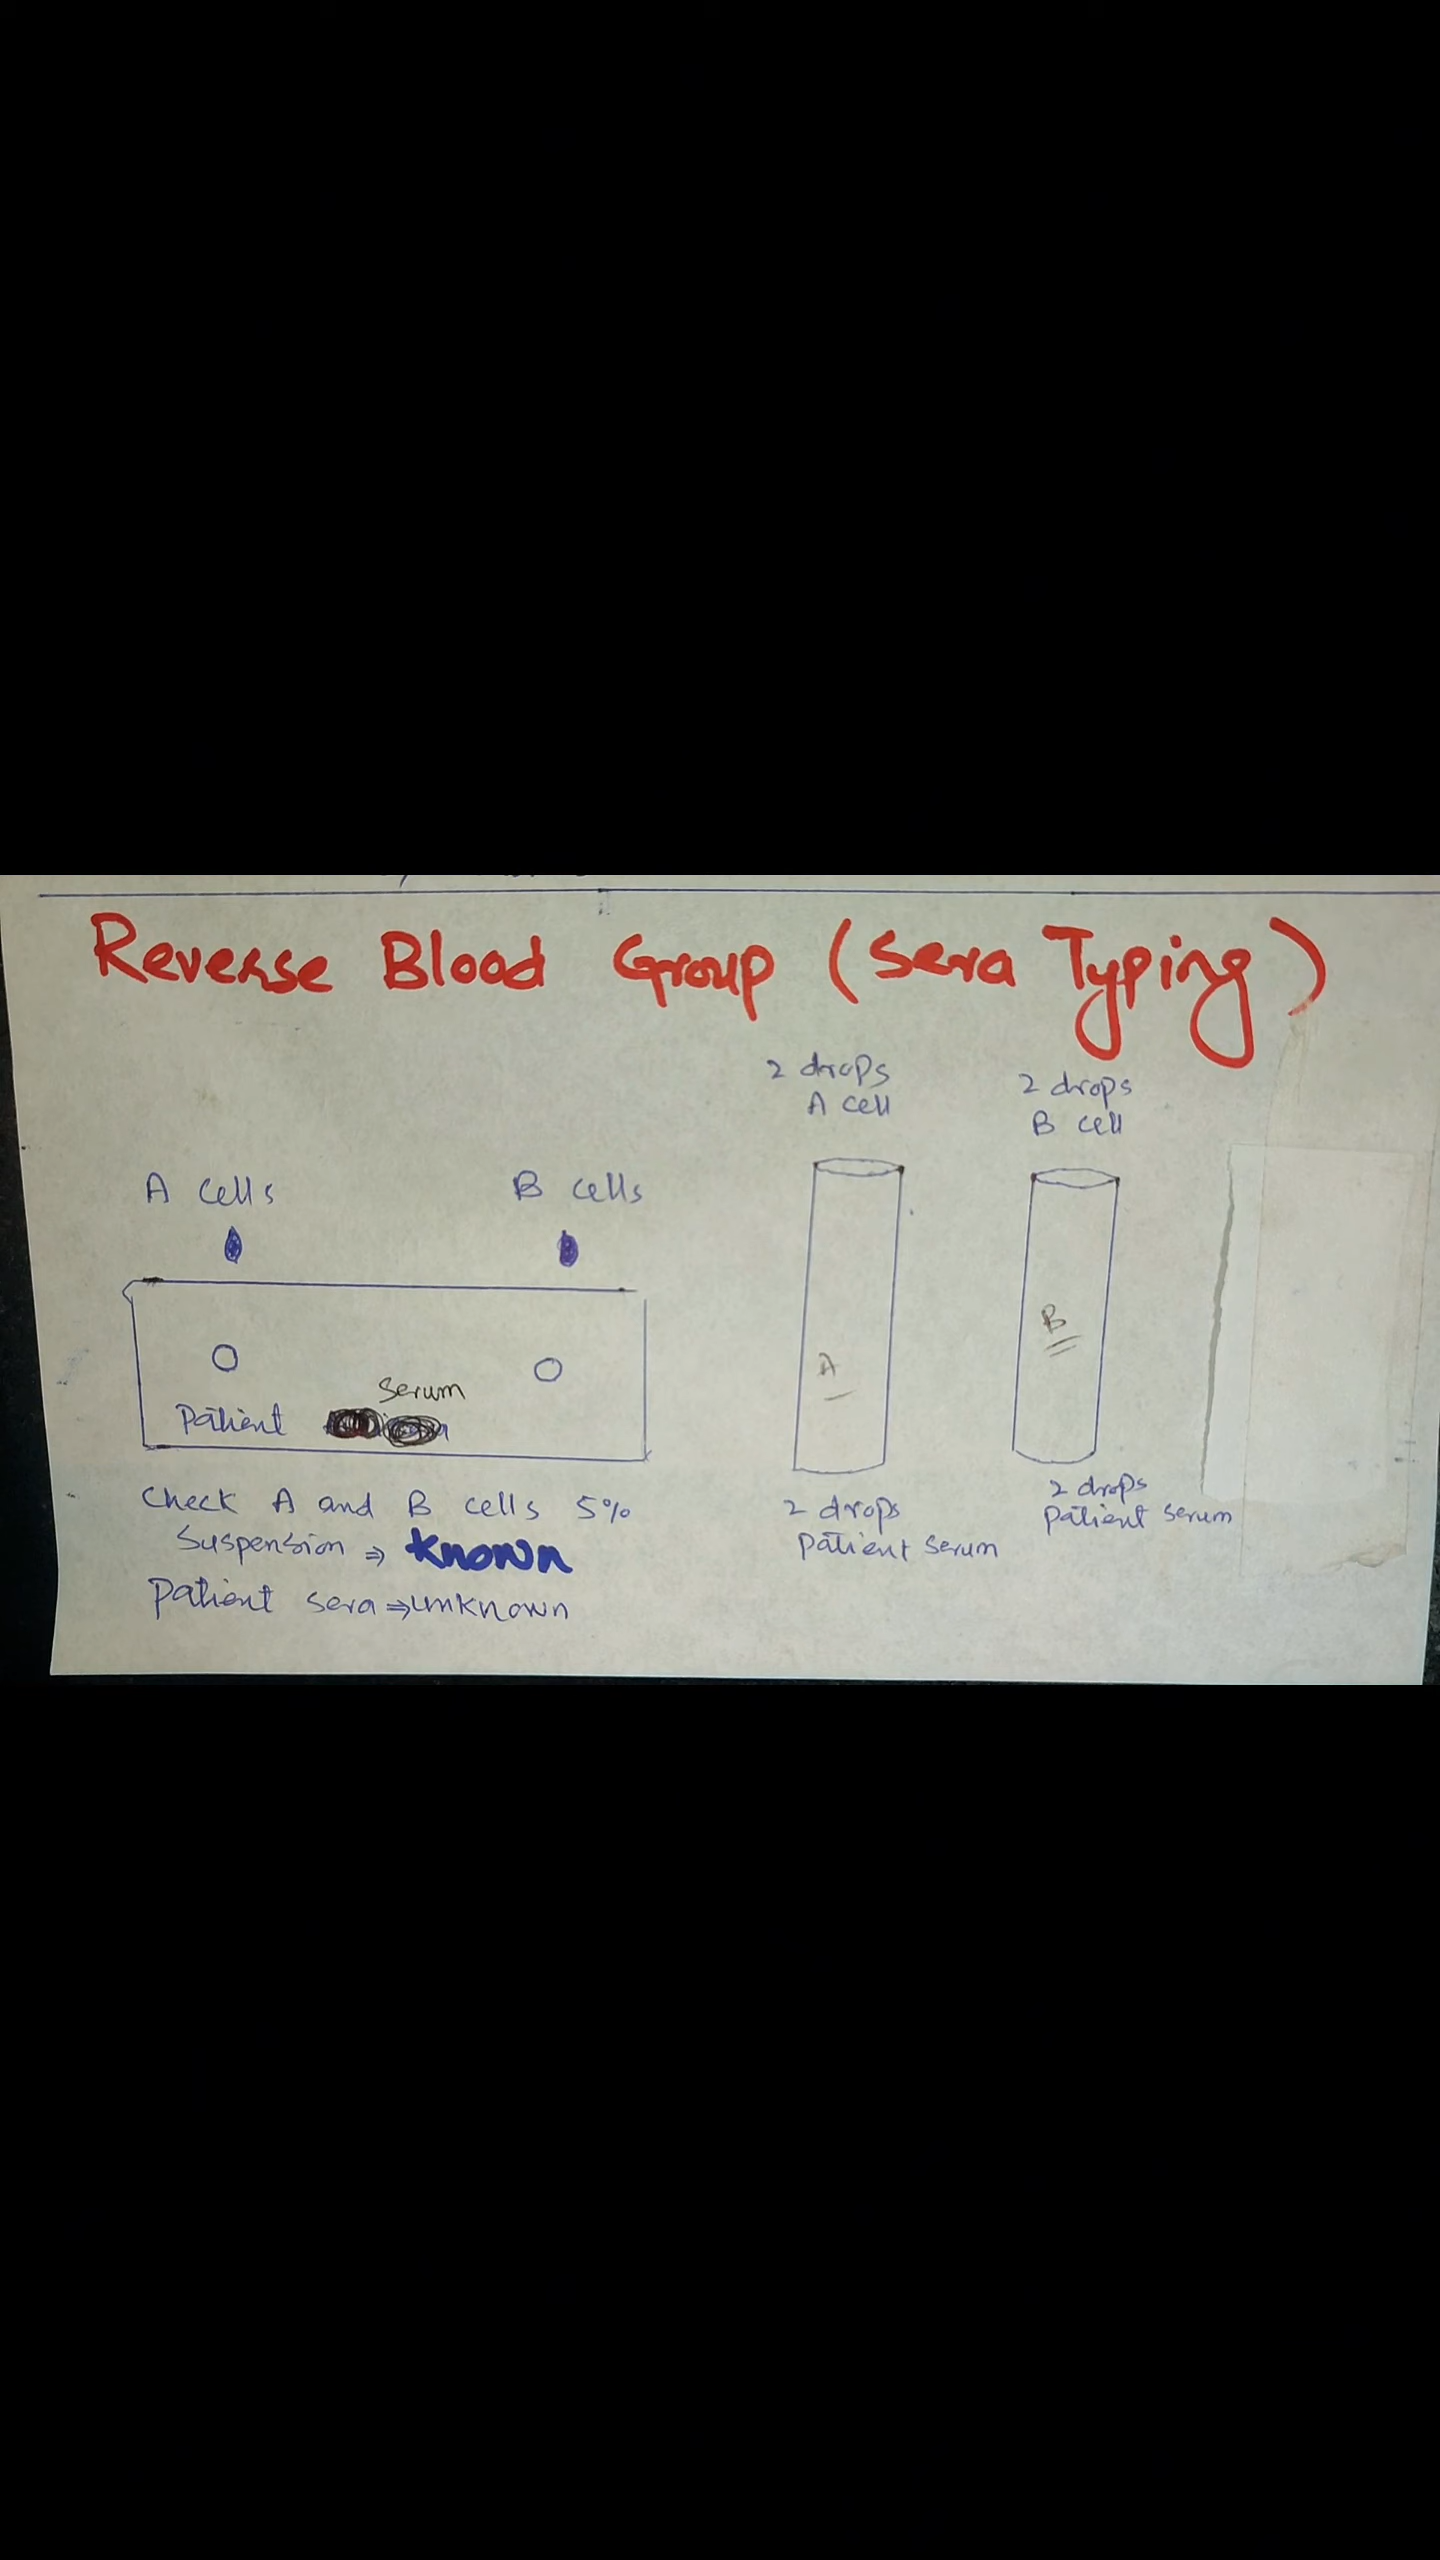 Reverse Blood Group (Sera Typing)
2 drops
A cell
2 drops
B cell
A cells
B cells
A
B
serum
Patient
Check A and B cells 5%
Suspension ⇒ Known
Patient sera ⇒ unknown
2 drops
Patient serum
2 drops
Patient serum